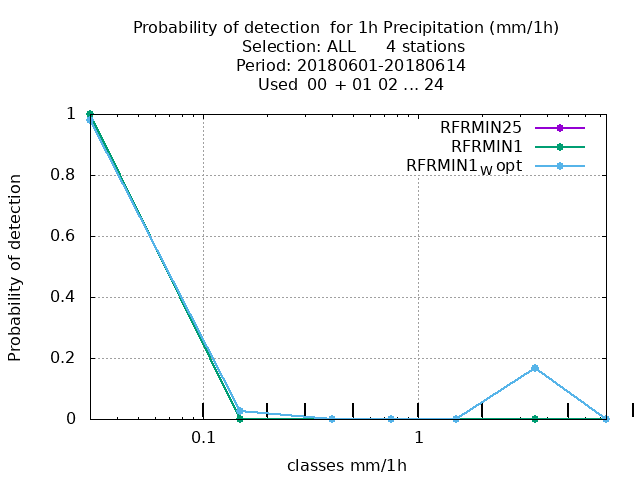 Probability of detection  for 1h Precipitation (mm/1h)
Selection: ALL      4 stations
Period: 20180601-20180614
Used  00  + 01 02 ... 24
RFRMIN25
RFRMIN1
RFRMIN1W opt
Probability of detection
1
0.8
0.6
0.4
0.2
0
0.1 1
classes mm/1h